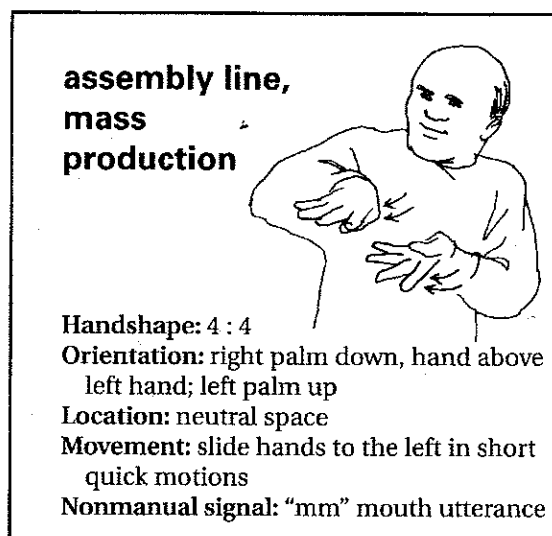 assembly line,
mass
production
Handshape: 4 : 4
Orientation: right palm down, hand above
left hand; left palm up
Location: neutral space
Movement: slide hands to the left in short
quick motions
Nonmanual signal: “mm” mouth utterance